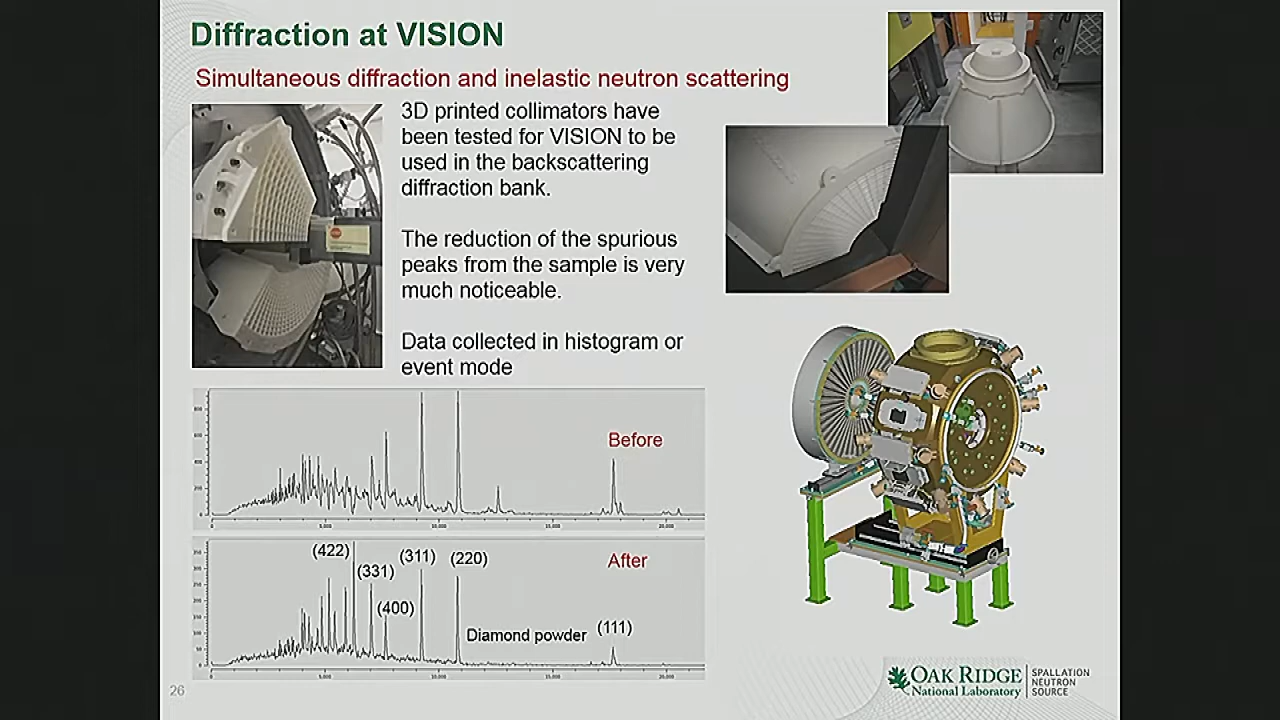 Diffraction at VISION
Simultaneous diffraction and inelastic neutron scattering
3D printed collimators have
been tested for VISION to be
used in the backscattering
diffraction bank.
The reduction of the spurious
peaks from the sample is very
much noticeable.
Data collected in histogram or
event mode
Before
After
(422)
(331)
(400)
(311)
(220)
Diamond powder
(111)
26
OAK RIDGE
National Laboratory
SPALLATION
NEUTRON
SOURCE